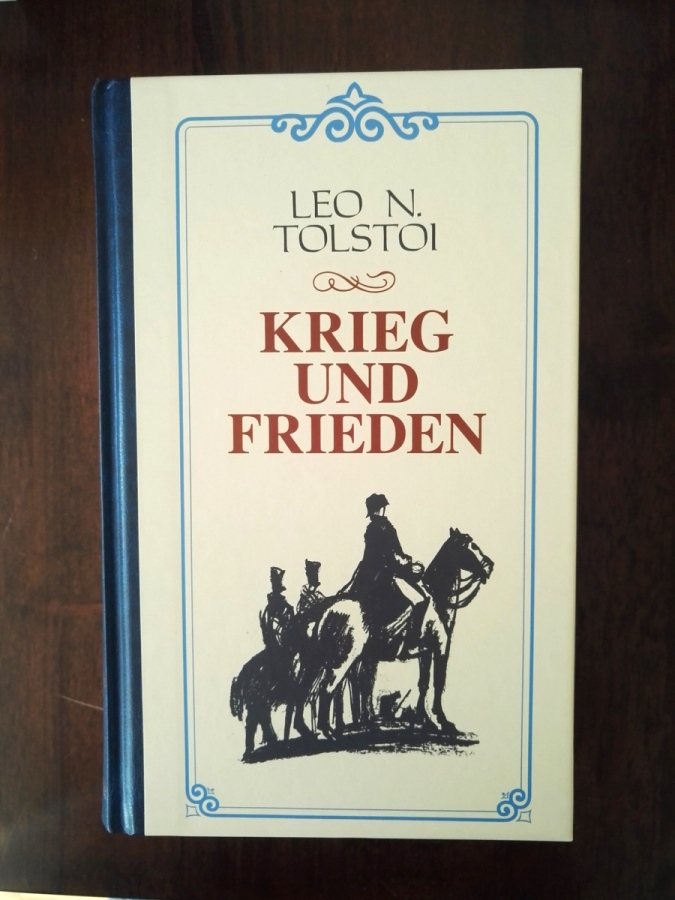 LEO N.
TOLSTOI
KRIEG
UND
FRIEDEN